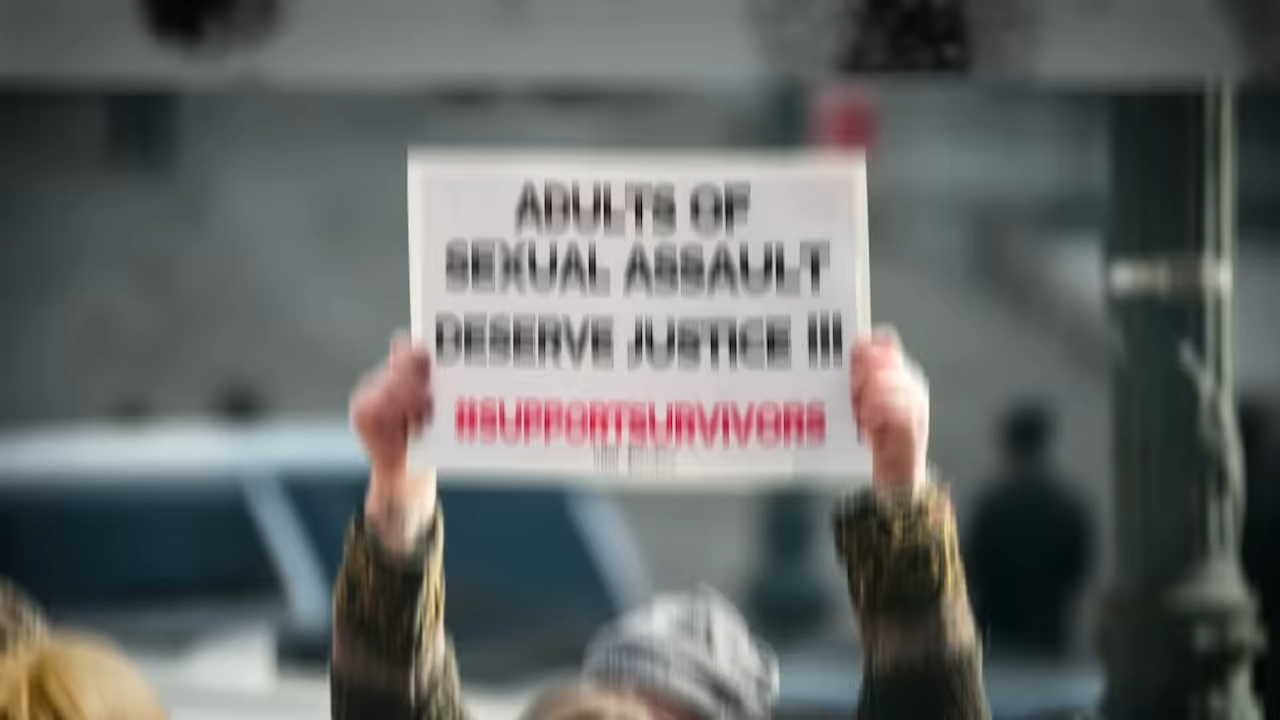 ADULTS OF
SEXUAL ASSAULT
DESERVE JUSTICE !!!
#SUPPORTSURVIVORS